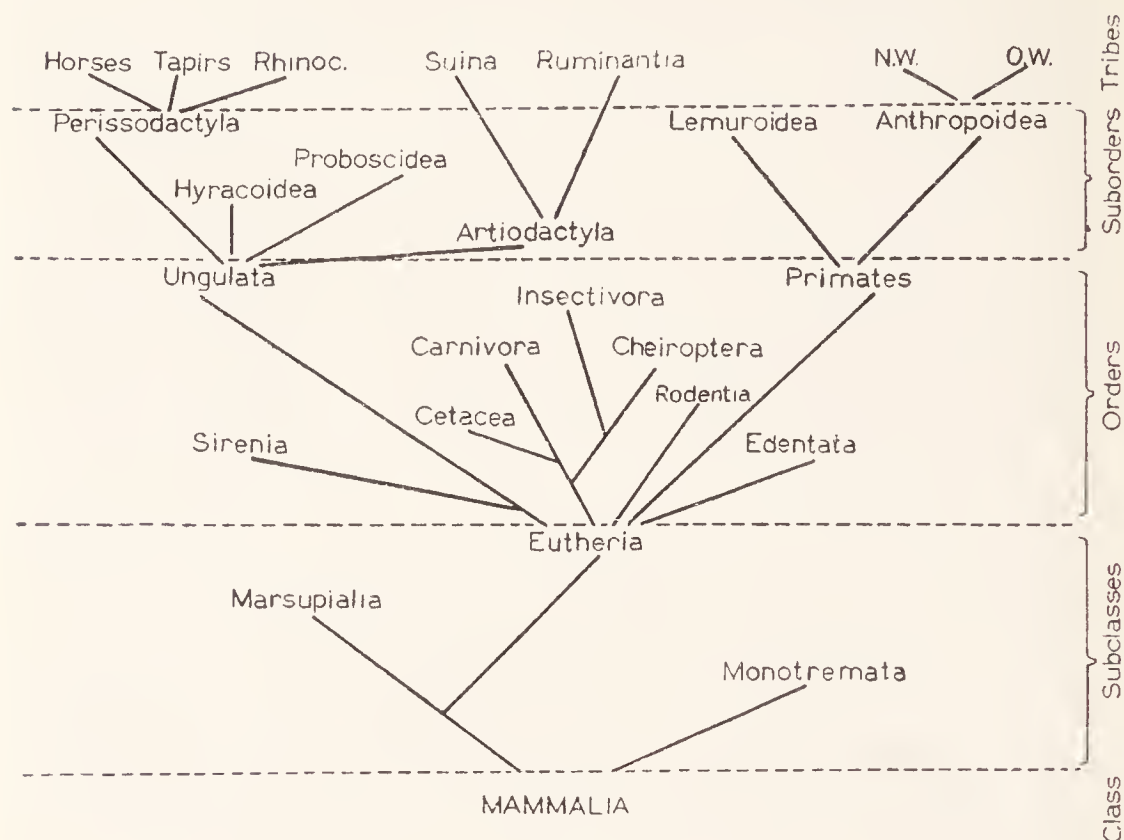 Horses Tapirs Rhinoc. Suina Ruminantia N.W. O.W.
Tribes
Perissodactyla Lemuroidea Anthropoidea
Proboscidea
Hyracoidea
Artiodactyla
Suborders
Ungulata Primates
Insectivora
Carnivora Cheiroptera
Rodentia
Cetacea
Sirenia Edentata
Orders
Eutheria
Marsupialia
Monotremata
Subclasses
MAMMALIA
Class